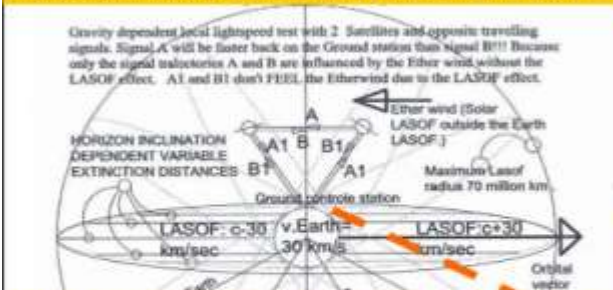 Gravity dependent local lightspeed test with 2 Satellites and opposite travelling
signals. Signal A will be faster back on the Ground station than signal B!!! Because
only the signal tralectories A and B are influenced by the Ether wind without the
LASOF effect. A1 and B1 don't FEEL the Etherwind due to the LASOF effect.
A
Ether wind (Solar
LASOF outside the Earth
LASOF.)
HORIZON INCLINATION
DEPENDENT VARIABLE
EXTINCTION DISTANCES
A1 B B1
B1 A1
Maximum Lasof
radius 70 million km
Ground controle station
LASOF: c-30
km/sec
v.Earth=
30 km/s
LASOF:c+30
km/sec
Orbital
vector